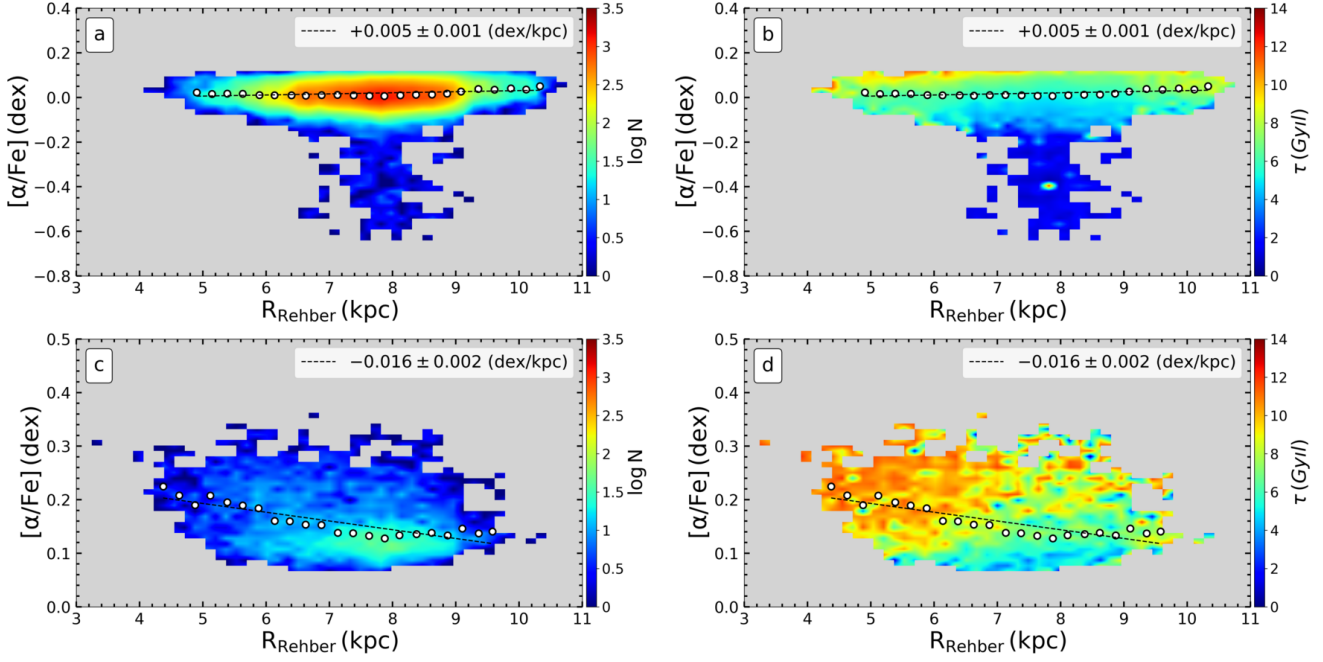 a
+0.005 ± 0.001 (dex/kpc)
[α/Fe] (dex)
0.4
0.2
0.0
−0.2
−0.4
−0.6
−0.8
3 4 5 6 7 8 9 10 11
R_Rehber (kpc)
3.5
3
2.5
2
1.5
1
0.5
0
log N
b
+0.005 ± 0.001 (dex/kpc)
[α/Fe] (dex)
0.4
0.2
0.0
−0.2
−0.4
−0.6
−0.8
3 4 5 6 7 8 9 10 11
R_Rehber (kpc)
14
12
10
8
6
4
2
0
τ (Gyıl)
c
−0.016 ± 0.002 (dex/kpc)
[α/Fe] (dex)
0.5
0.4
0.3
0.2
0.1
0.0
3 4 5 6 7 8 9 10 11
R_Rehber (kpc)
3.5
3
2.5
2
1.5
1
0.5
0
log N
d
−0.016 ± 0.002 (dex/kpc)
[α/Fe] (dex)
0.5
0.4
0.3
0.2
0.1
0.0
3 4 5 6 7 8 9 10 11
R_Rehber (kpc)
14
12
10
8
6
4
2
0
τ (Gyıl)